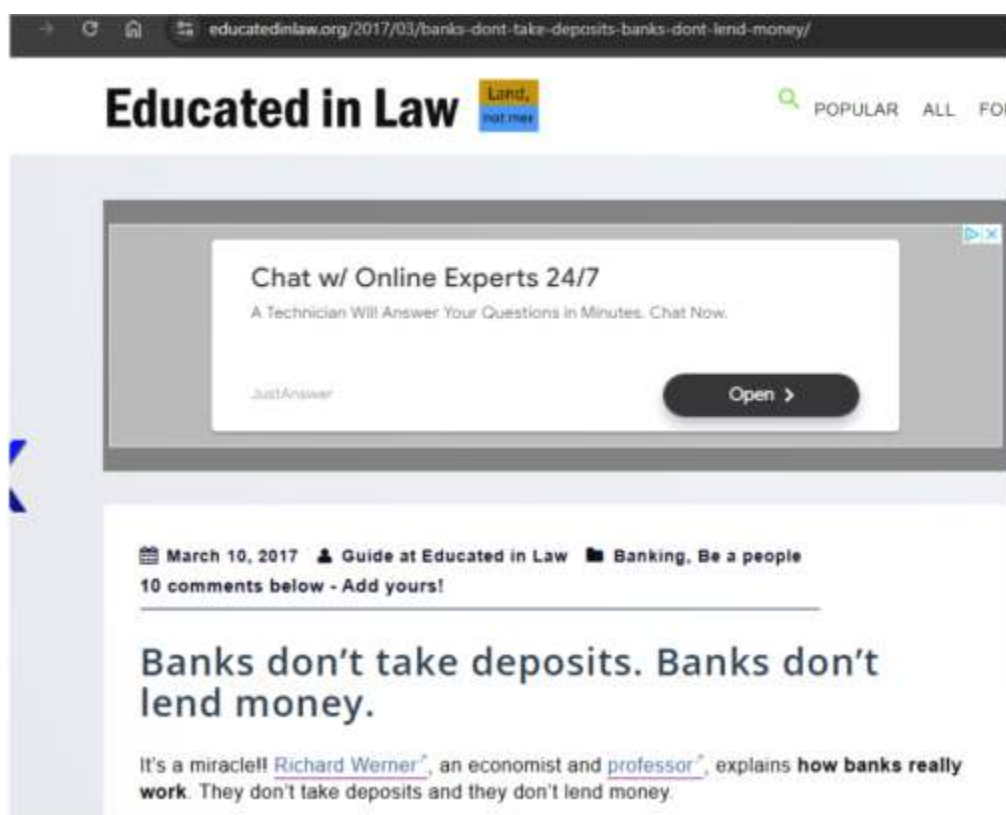 educatedinlaw.org/2017/03/banks-dont-take-deposits-banks-dont-lend-money/
Educated in Law
Land,
not men
POPULAR ALL
Chat w/ Online Experts 24/7
A Technician Will Answer Your Questions in Minutes. Chat Now.
JustAnswer
Open
March 10, 2017 Guide at Educated in Law Banking, Be a people
10 comments below - Add yours!
Banks don't take deposits. Banks don't
lend money.
It's a miracle!! Richard Werner, an economist and professor, explains how banks really
work. They don't take deposits and they don't lend money.